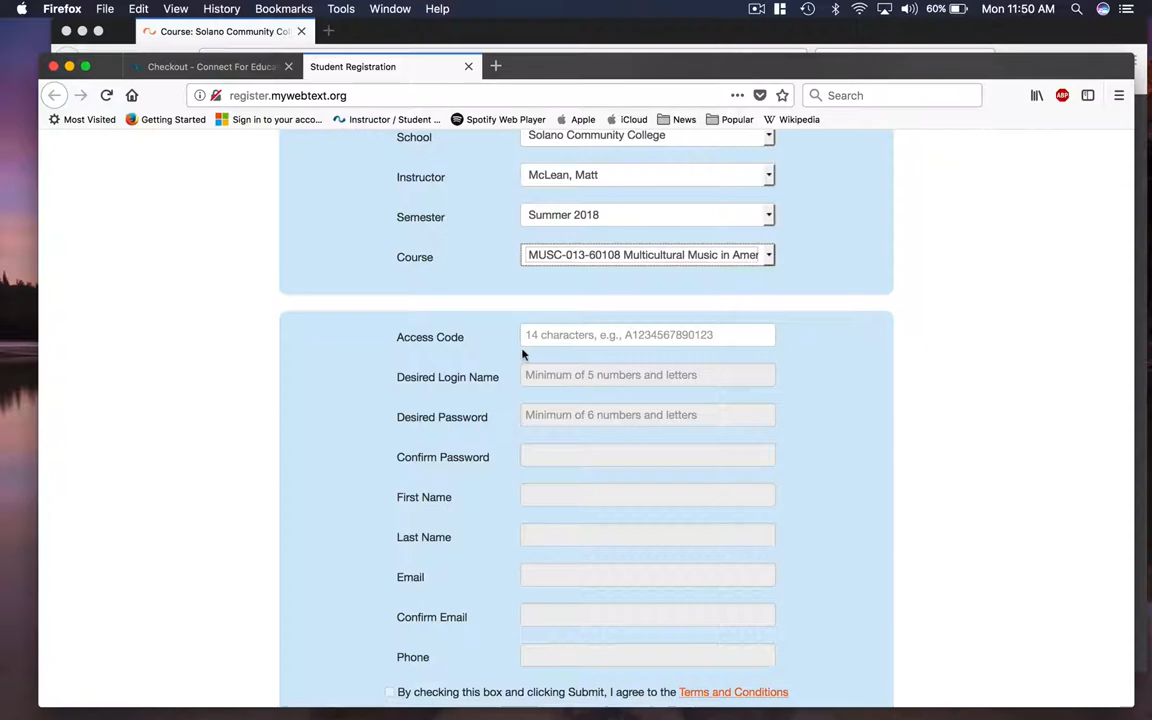 Firefox File Edit View History Bookmarks Tools Window Help 60% Mon 11:50 AM
Course: Solano Community Col
Checkout - Connect For Educa Student Registration
register.mywebtext.org Search
Most Visited Getting Started Sign in to your acco... Instructor / Student ... Spotify Web Player Apple iCloud News Popular Wikipedia
School Solano Community College
Instructor McLean, Matt
Semester Summer 2018
Course MUSC-013-60108 Multicultural Music in Amer
Access Code 14 characters, e.g., A1234567890123
Desired Login Name Minimum of 5 numbers and letters
Desired Password Minimum of 6 numbers and letters
Confirm Password
First Name
Last Name
Email
Confirm Email
Phone
By checking this box and clicking Submit, I agree to the Terms and Conditions